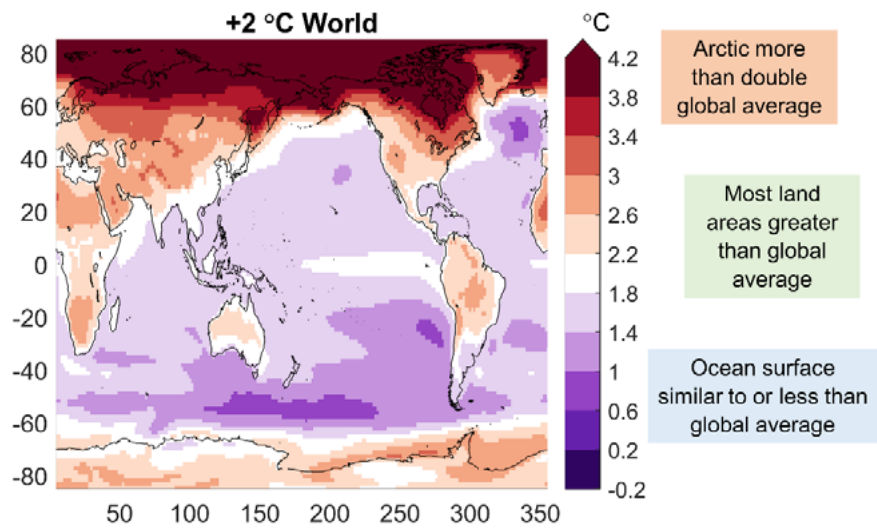 +2 °C World
°C
80
60
40
20
0
-20
-40
-60
-80
50
100
150
200
250
300
350
4.2
3.8
3.4
3
2.6
2.2
1.8
1.4
1
0.6
0.2
-0.2
Arctic more
than double
global average
Most land
areas greater
than global
average
Ocean surface
similar to or less than
global average